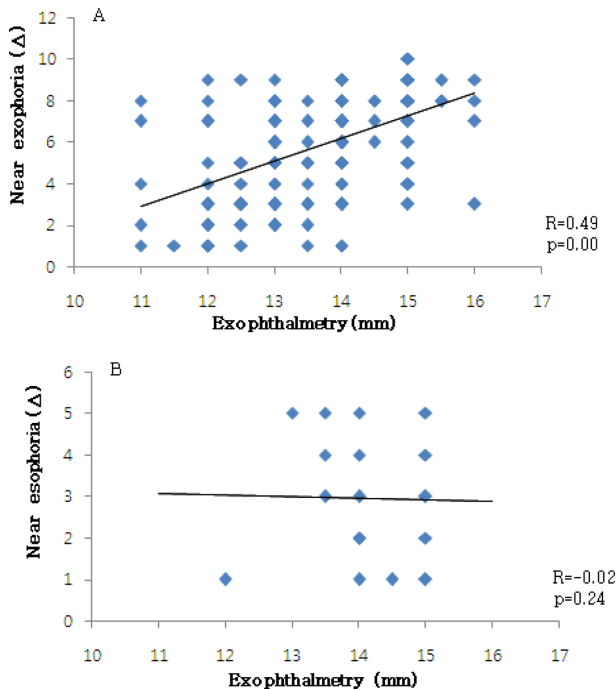 A
Near exophoria (Δ)
12
10
8
6
4
2
0
10 11 12 13 14 15 16 17
Exophthalmetry (mm)
R=0.49
p=0.00
B
Near esophoria (Δ)
6
5
4
3
2
1
0
10 11 12 13 14 15 16 17
Exophthalmetry (mm)
R=-0.02
p=0.24